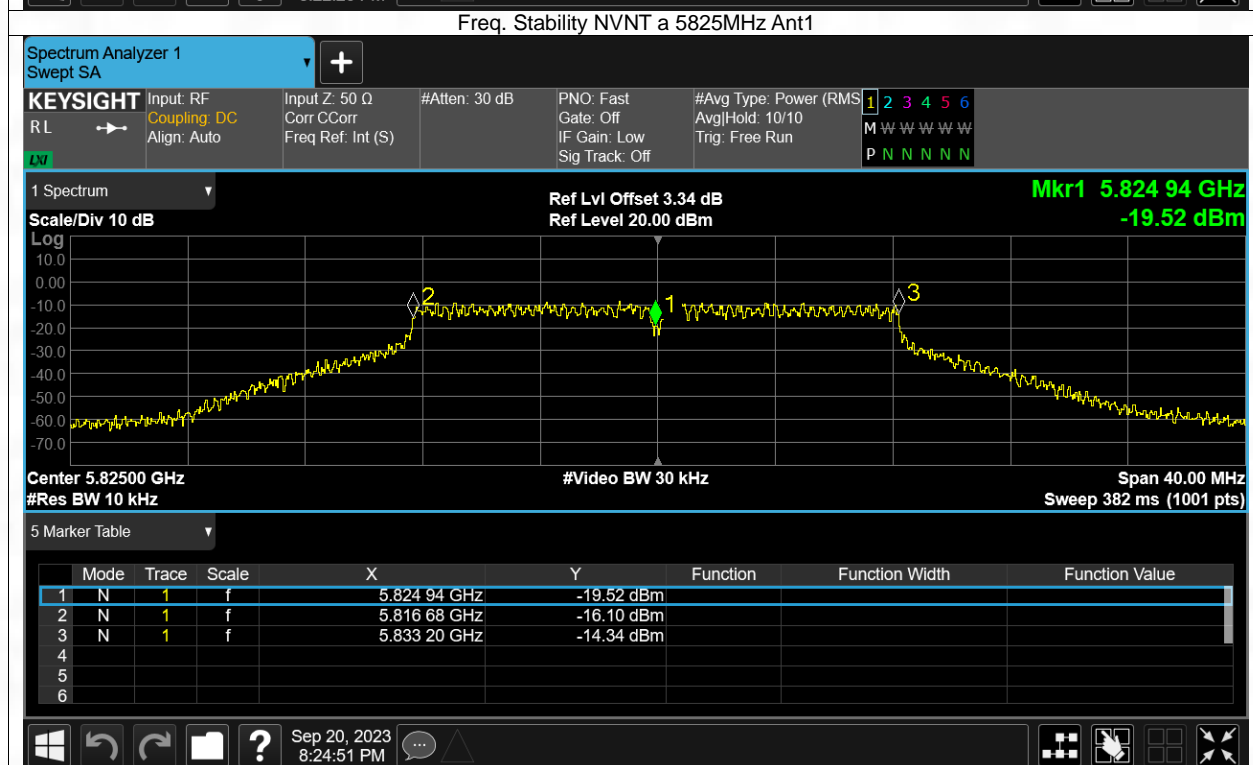 Freq. Stability NVNT a 5825MHz Ant1
Spectrum Analyzer 1
Swept SA
+
KEYSIGHT
R L
LXI
Input: RF
Coupling: DC
Align: Auto
Input Z: 50 Ω
Corr CCorr
Freq Ref: Int (S)
#Atten: 30 dB
PNO: Fast
Gate: Off
IF Gain: Low
Sig Track: Off
#Avg Type: Power (RMS
Avg|Hold: 10/10
Trig: Free Run
1 2 3 4 5 6
M W W W W W
P N N N N N
1 Spectrum
Scale/Div 10 dB
Ref Lvl Offset 3.34 dB
Ref Level 20.00 dBm
Mkr1 5.824 94 GHz
-19.52 dBm
Log
10.0
0.00
-10.0
-20.0
-30.0
-40.0
-50.0
-60.0
-70.0
2
1
3
Center 5.82500 GHz
#Res BW 10 kHz
#Video BW 30 kHz
Span 40.00 MHz
Sweep 382 ms (1001 pts)
5 Marker Table
Mode Trace Scale X Y Function Function Width Function Value
1 N 1 f 5.824 94 GHz -19.52 dBm
2 N 1 f 5.816 68 GHz -16.10 dBm
3 N 1 f 5.833 20 GHz -14.34 dBm
4
5
6
?
Sep 20, 2023
8:24:51 PM